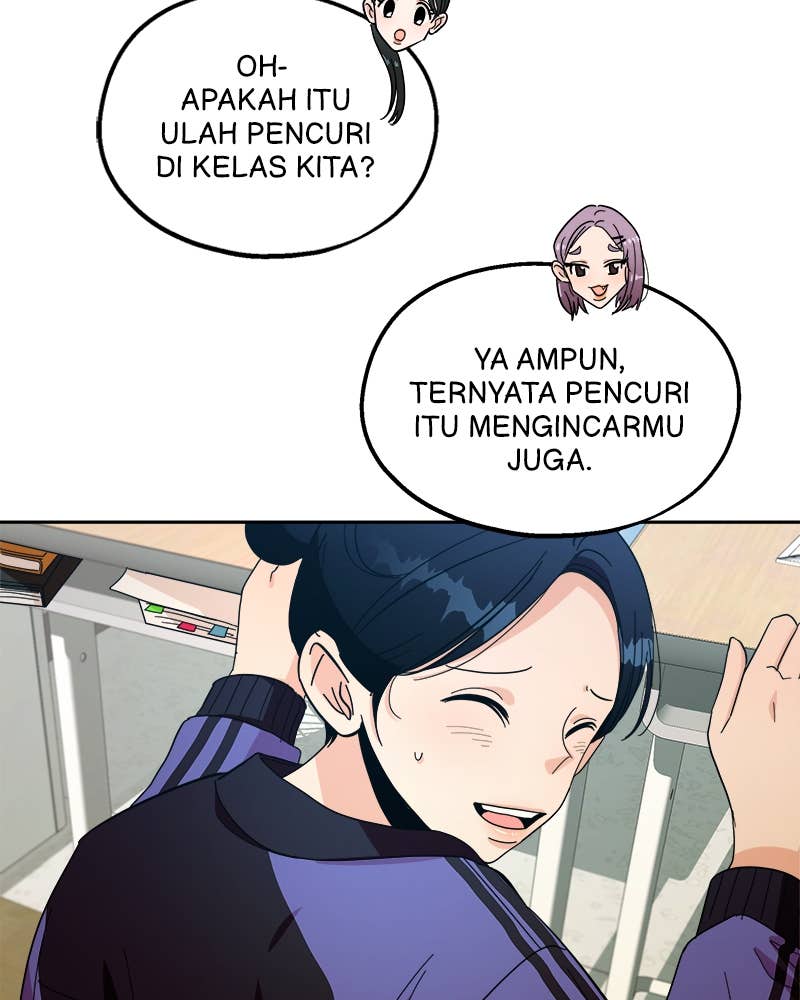 OH-
APAKAH ITU
ULAH PENCURI
DI KELAS KITA?
YA AMPUN,
TERNYATA PENCURI
ITU MENGINCARMU
JUGA.